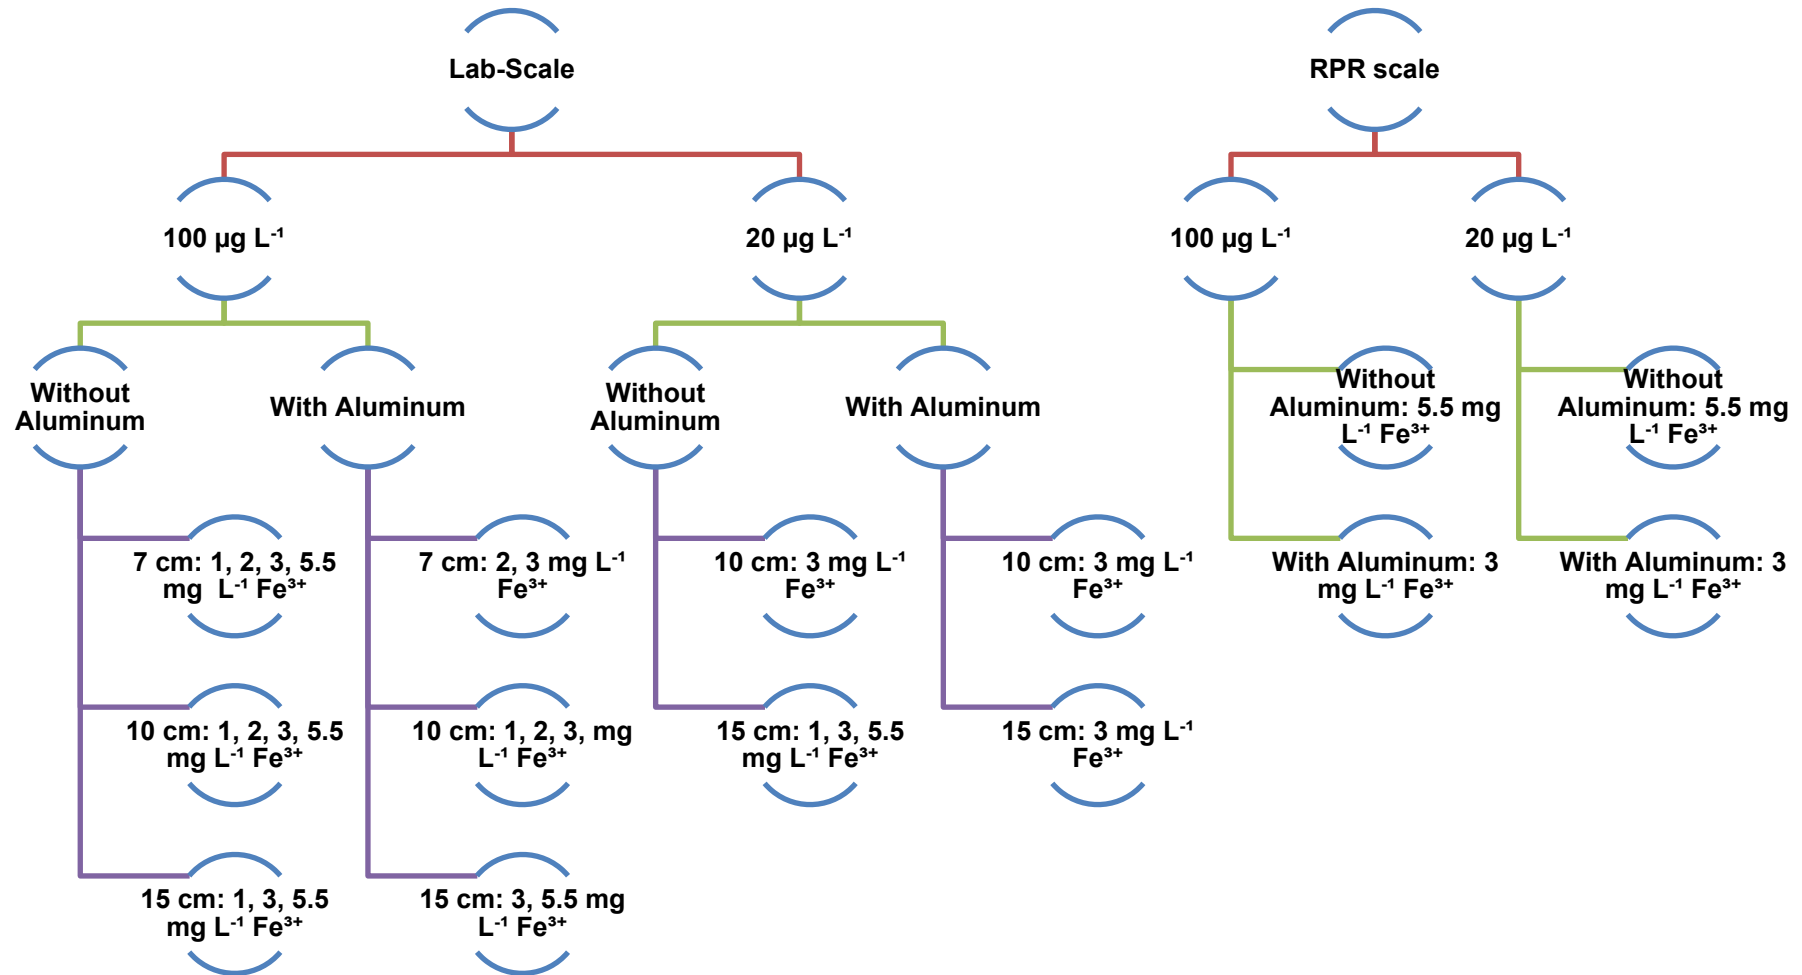 Lab-Scale
RPR scale
100 µg L⁻¹
20 µg L⁻¹
100 µg L⁻¹
20 µg L⁻¹
Without
Aluminum
With Aluminum
Without
Aluminum
With Aluminum
Without
Aluminum: 5.5 mg
L⁻¹ Fe³⁺
Without
Aluminum: 5.5 mg
L⁻¹ Fe³⁺
7 cm: 1, 2, 3, 5.5
mg  L⁻¹ Fe³⁺
7 cm: 2, 3 mg L⁻¹
Fe³⁺
10 cm: 3 mg L⁻¹
Fe³⁺
10 cm: 3 mg L⁻¹
Fe³⁺
With Aluminum: 3
mg L⁻¹ Fe³⁺
With Aluminum: 3
mg L⁻¹ Fe³⁺
10 cm: 1, 2, 3, 5.5
mg L⁻¹ Fe³⁺
10 cm: 1, 2, 3, mg
L⁻¹ Fe³⁺
15 cm: 1, 3, 5.5
mg L⁻¹ Fe³⁺
15 cm: 3 mg L⁻¹
Fe³⁺
15 cm: 1, 3, 5.5
mg L⁻¹ Fe³⁺
15 cm: 3, 5.5 mg
L⁻¹ Fe³⁺